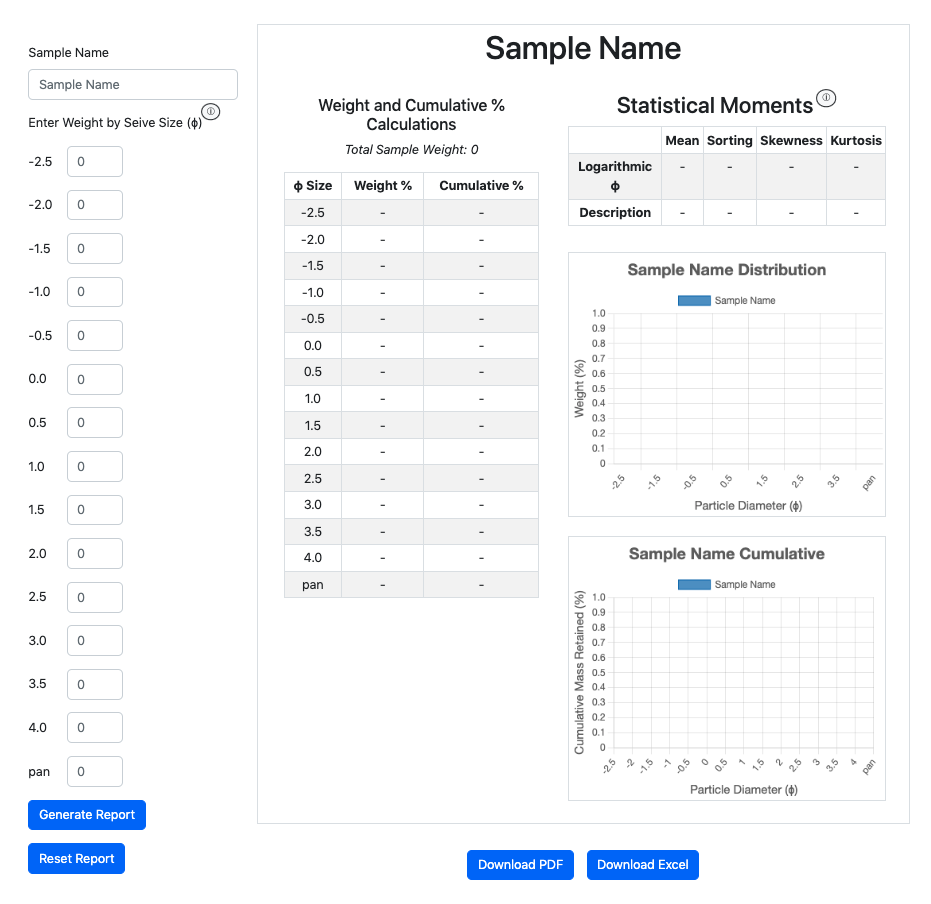 Sample Name
Sample Name
Enter Weight by Seive Size (ϕ)
-2.5 0
-2.0 0
-1.5 0
-1.0 0
-0.5 0
0.0 0
0.5 0
1.0 0
1.5 0
2.0 0
2.5 0
3.0 0
3.5 0
4.0 0
pan 0
Generate Report
Reset Report
Sample Name
Weight and Cumulative %
Calculations
Total Sample Weight: 0
ϕ Size Weight % Cumulative %
-2.5 - -
-2.0 - -
-1.5 - -
-1.0 - -
-0.5 - -
0.0 - -
0.5 - -
1.0 - -
1.5 - -
2.0 - -
2.5 - -
3.0 - -
3.5 - -
4.0 - -
pan - -
Statistical Moments
Mean Sorting Skewness Kurtosis
Logarithmic
ϕ - - - -
Description - - - -
Sample Name Distribution
Sample Name
Weight (%)
1.0
0.9
0.8
0.7
0.6
0.5
0.4
0.3
0.2
0.1
0
-2.5 -1.5 -0.5 0.5 1.5 2.5 3.5 pan
Particle Diameter (ϕ)
Sample Name Cumulative
Sample Name
Cumulative Mass Retained (%)
1.0
0.9
0.8
0.7
0.6
0.5
0.4
0.3
0.2
0.1
0
-2.5 -2 -1.5 -1 -0.5 0 0.5 1 1.5 2 2.5 3 3.5 4 pan
Particle Diameter (ϕ)
Download PDF
Download Excel